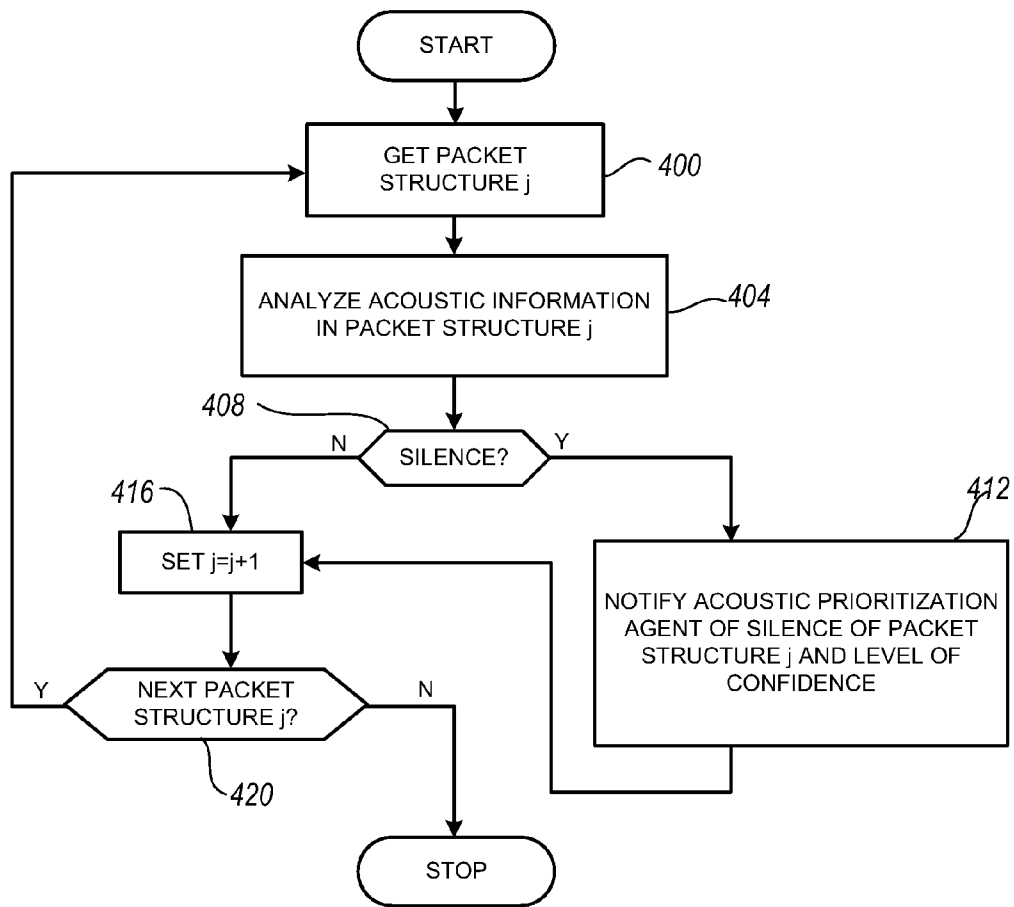 START
GET PACKET
STRUCTURE j
400
ANALYZE ACOUSTIC INFORMATION
IN PACKET STRUCTURE j
404
408
N
SILENCE?
Y
416
SET j=j+1
412
NOTIFY ACOUSTIC PRIORITIZATION
AGENT OF SILENCE OF PACKET
STRUCTURE j AND LEVEL OF
CONFIDENCE
Y
NEXT PACKET
STRUCTURE j?
N
420
STOP